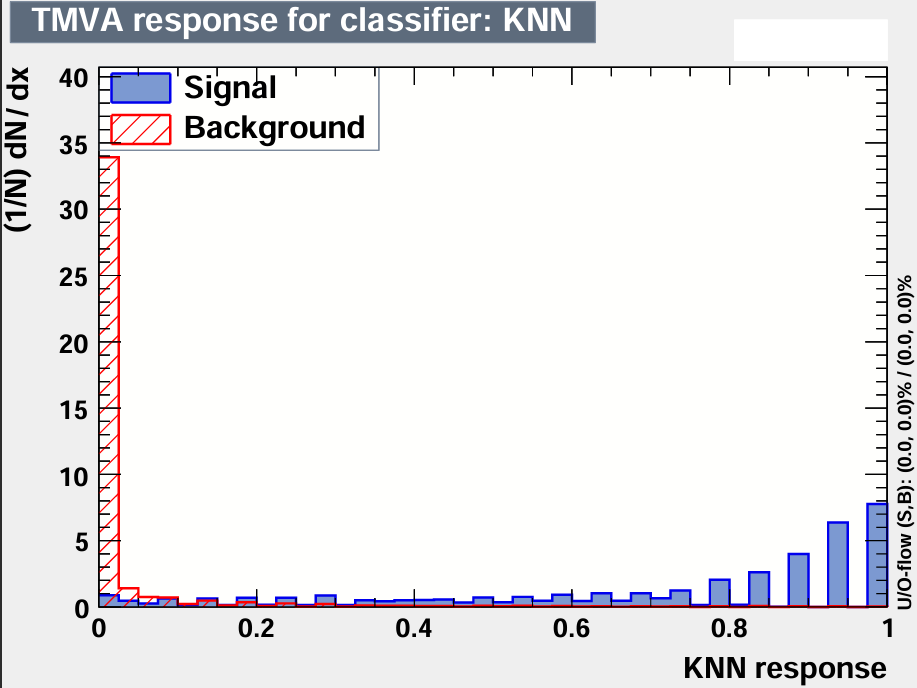 TMVA response for classifier: KNN
(1/N) dN / dx
40
35
30
25
20
15
10
5
0
Signal
Background
0
0.2
0.4
0.6
0.8
1
KNN response
U/O-flow (S,B): (0.0, 0.0)% / (0.0, 0.0)%